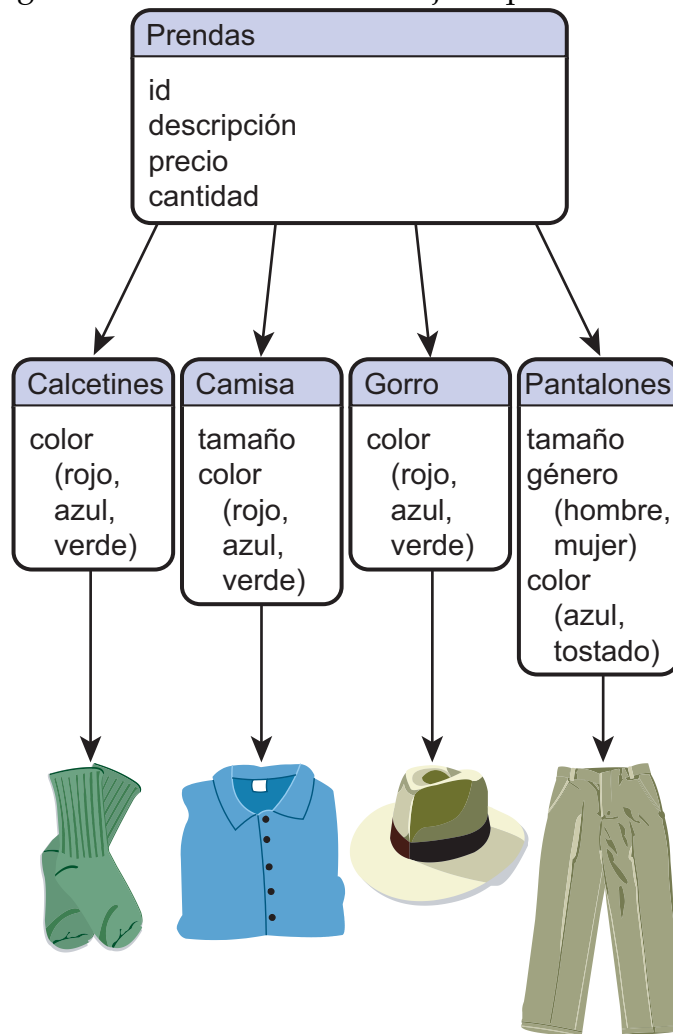 Prendas
id
descripción
precio
cantidad
Calcetines
color
(rojo,
azul,
verde)
Camisa
tamaño
color
(rojo,
azul,
verde)
Gorro
color
(rojo,
azul,
verde)
Pantalones
tamaño
género
(hombre,
mujer)
color
(azul,
tostado)